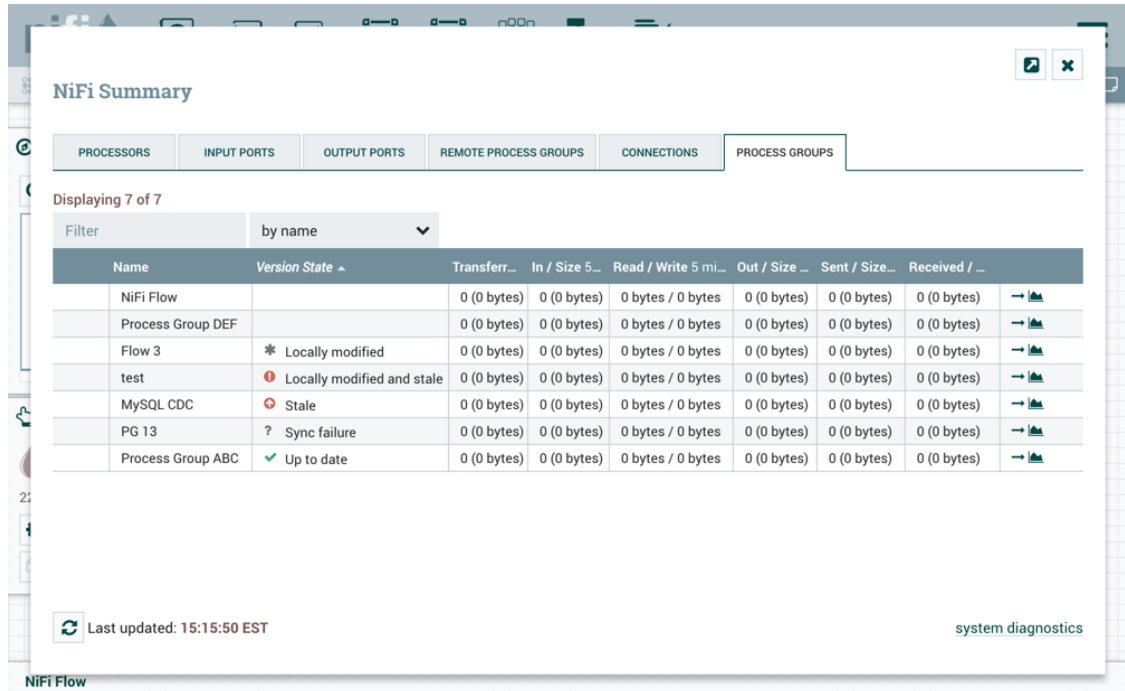 NiFi Summary
PROCESSORS INPUT PORTS OUTPUT PORTS REMOTE PROCESS GROUPS CONNECTIONS PROCESS GROUPS
Displaying 7 of 7
Filter by name
Name Version State Transferr... In / Size 5... Read / Write 5 mi... Out / Size ... Sent / Size... Received / ...
NiFi Flow 0 (0 bytes) 0 (0 bytes) 0 bytes / 0 bytes 0 (0 bytes) 0 (0 bytes) 0 (0 bytes)
Process Group DEF 0 (0 bytes) 0 (0 bytes) 0 bytes / 0 bytes 0 (0 bytes) 0 (0 bytes) 0 (0 bytes)
Flow 3 Locally modified 0 (0 bytes) 0 (0 bytes) 0 bytes / 0 bytes 0 (0 bytes) 0 (0 bytes) 0 (0 bytes)
test Locally modified and stale 0 (0 bytes) 0 (0 bytes) 0 bytes / 0 bytes 0 (0 bytes) 0 (0 bytes) 0 (0 bytes)
MySQL CDC Stale 0 (0 bytes) 0 (0 bytes) 0 bytes / 0 bytes 0 (0 bytes) 0 (0 bytes) 0 (0 bytes)
PG 13 ? Sync failure 0 (0 bytes) 0 (0 bytes) 0 bytes / 0 bytes 0 (0 bytes) 0 (0 bytes) 0 (0 bytes)
Process Group ABC Up to date 0 (0 bytes) 0 (0 bytes) 0 bytes / 0 bytes 0 (0 bytes) 0 (0 bytes) 0 (0 bytes)
22
Last updated: 15:15:50 EST system diagnostics
NiFi Flow